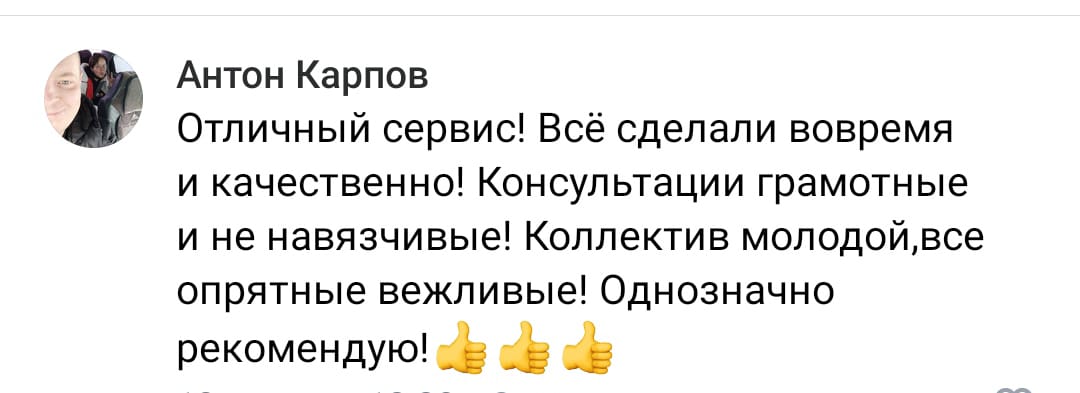 Антон Карпов
Отличный сервис! Всё сделали вовремя
и качественно! Консультации грамотные
и не навязчивые! Коллектив молодой,все
опрятные вежливые! Однозначно
рекомендую!👍👍👍